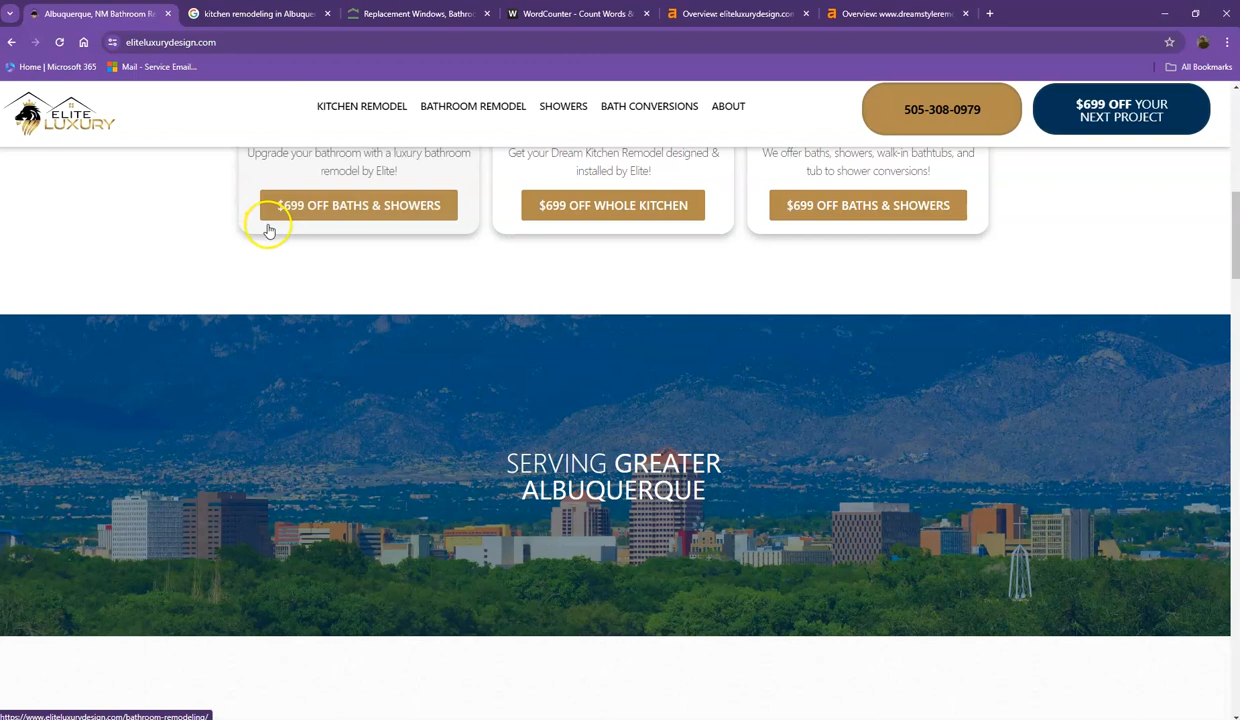 Albuquerque, NM Bathroom Re
kitchen remodeling in Albuque
Replacement Windows, Bathroo
WordCounter - Count Words &
Overview: eliteluxurydesign.con
Overview: www.dreamstyleremo
eliteluxurydesign.com
Home | Microsoft 365
Mail - Service Email...
All Bookmarks
ELITE
LUXURY
KITCHEN REMODEL
BATHROOM REMODEL
SHOWERS
BATH CONVERSIONS
ABOUT
505-308-0979
$699 OFF YOUR
NEXT PROJECT
Upgrade your bathroom with a luxury bathroom
remodel by Elite!
$699 OFF BATHS & SHOWERS
Get your Dream Kitchen Remodel designed &
installed by Elite!
$699 OFF WHOLE KITCHEN
We offer baths, showers, walk-in bathtubs, and
tub to shower conversions!
$699 OFF BATHS & SHOWERS
SERVING GREATER
ALBUQUERQUE
https://www.eliteluxurydesign.com/bathroom-remodeling/